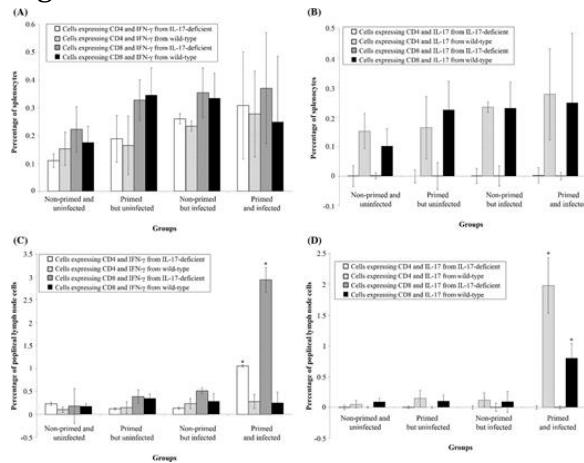 (A)
Cells expressing CD4 and IFN-γ from IL-17-deficient
Cells expressing CD4 and IFN-γ from wild-type
Cells expressing CD8 and IFN-γ from IL-17-deficient
Cells expressing CD8 and IFN-γ from wild-type
Percentage of splenocytes
0.6
0.5
0.4
0.3
0.2
0.1
0
Non-primed and
uninfected
Primed
but uninfected
Non-primed
but infected
Primed
and infected
Groups
(B)
Cells expressing CD4 and IL-17 from IL-17-deficient
Cells expressing CD4 and IL-17 from wild-type
Cells expressing CD8 and IL-17 from IL-17-deficient
Cells expressing CD8 and IL-17 from wild-type
Percentage of splenocytes
0.5
0.4
0.3
0.2
0.1
0
-0.1
Non-primed and
uninfected
Primed
but uninfected
Non-primed
but infected
Primed
and infected
Groups
(C)
Cells expressing CD4 and IFN-γ from IL-17-deficient
Cells expressing CD4 and IFN-γ from wild-type
Cells expressing CD8 and IFN-γ from IL-17-deficient
Cells expressing CD8 and IFN-γ from wild-type
Percentage of popliteal lymph node cells
3.5
3
2.5
2
1.5
1
0.5
0
-0.5
*
*
Non-primed and
uninfected
Primed
but uninfected
Non-primed
but infected
Primed
and infected
Groups
(D)
Cells expressing CD4 and IL-17 from IL-17-deficient
Cells expressing CD4 and IL-17 from wild-type
Cells expressing CD8 and IL-17 from IL-17-deficient
Cells expressing CD8 and IL-17 from wild-type
Percentage of popliteal lymph node cells
2.5
2
1.5
1
0.5
0
-0.5
*
*
Non-primed and
uninfected
Primed
but uninfected
Non-primed
but infected
Primed
and infected
Groups